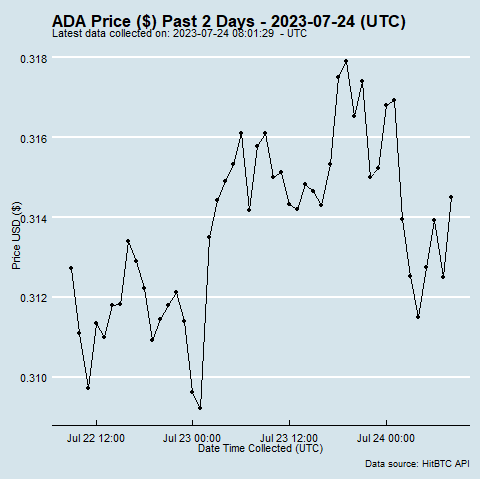 ADA Price ($) Past 2 Days - 2023-07-24 (UTC)
Latest data collected on: 2023-07-24 08:01:29 - UTC
0.318
0.316
0.314
0.312
0.310
Price USD ($)
Jul 22 12:00 Jul 23 00:00 Jul 23 12:00 Jul 24 00:00
Date Time Collected (UTC)
Data source: HitBTC API